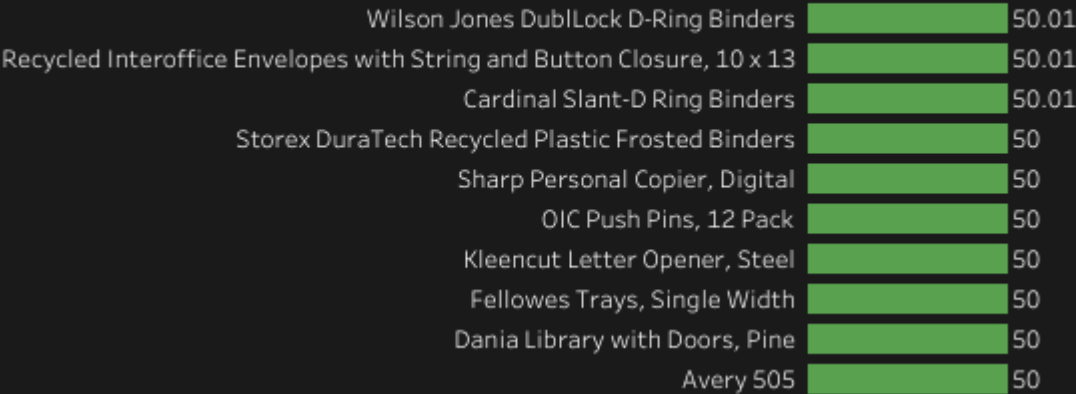 Wilson Jones DublLock D-Ring Binders 50.01
Recycled Interoffice Envelopes with String and Button Closure, 10 x 13 50.01
Cardinal Slant-D Ring Binders 50.01
Storex DuraTech Recycled Plastic Frosted Binders 50
Sharp Personal Copier, Digital 50
OIC Push Pins, 12 Pack 50
Kleencut Letter Opener, Steel 50
Fellowes Trays, Single Width 50
Dania Library with Doors, Pine 50
Avery 505 50